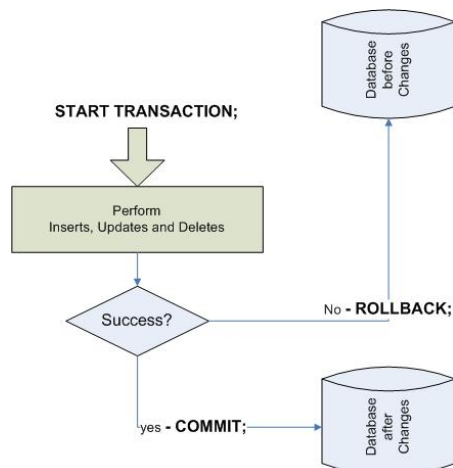 START TRANSACTION;
Perform
Inserts, Updates and Deletes
Success?
No - ROLLBACK;
Database
before
Changes
yes - COMMIT;
Database
after
Changes